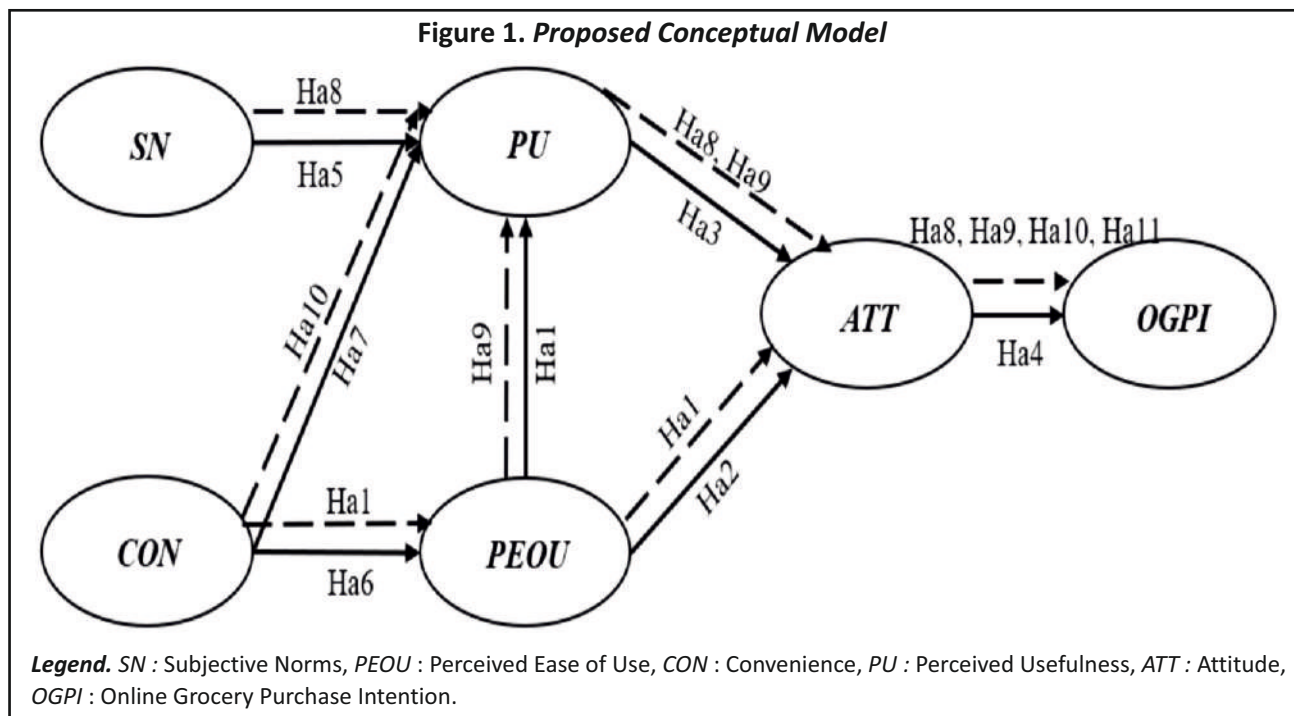 Figure 1. Proposed Conceptual Model
Ha8
SN
Ha5
PU
Ha8, Ha9
Ha3
Ha8, Ha9, Ha10, Ha11
ATT
OGPI
Ha4
Ha10
Ha7
Ha9
Ha1
Ha1
Ha2
Ha1
CON
Ha6
PEOU
Legend. SN : Subjective Norms, PEOU : Perceived Ease of Use, CON : Convenience, PU : Perceived Usefulness, ATT : Attitude,
OGPI : Online Grocery Purchase Intention.